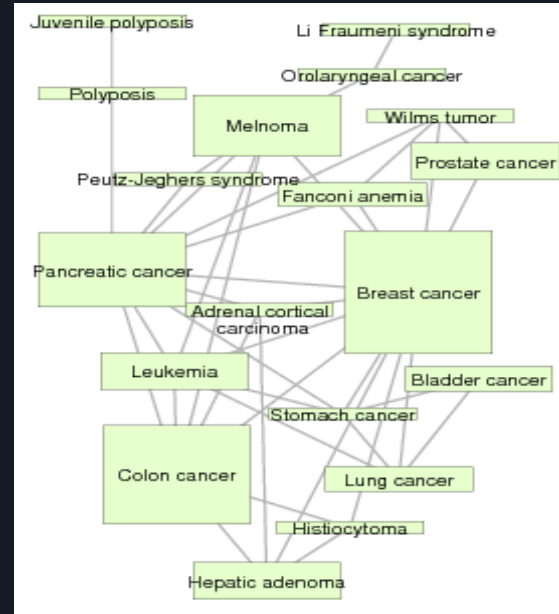 Juvenile polyposis
Li Fraumeni syndrome
Orolaryngeal cancer
Polyposis
Wilms tumor
Melnoma
Prostate cancer
Peutz-Jeghers syndrome
Fanconi anemia
Pancreatic cancer
Breast cancer
Adrenal cortical
carcinoma
Leukemia
Bladder cancer
Stomach cancer
Colon cancer
Lung cancer
Histiocytoma
Hepatic adenoma